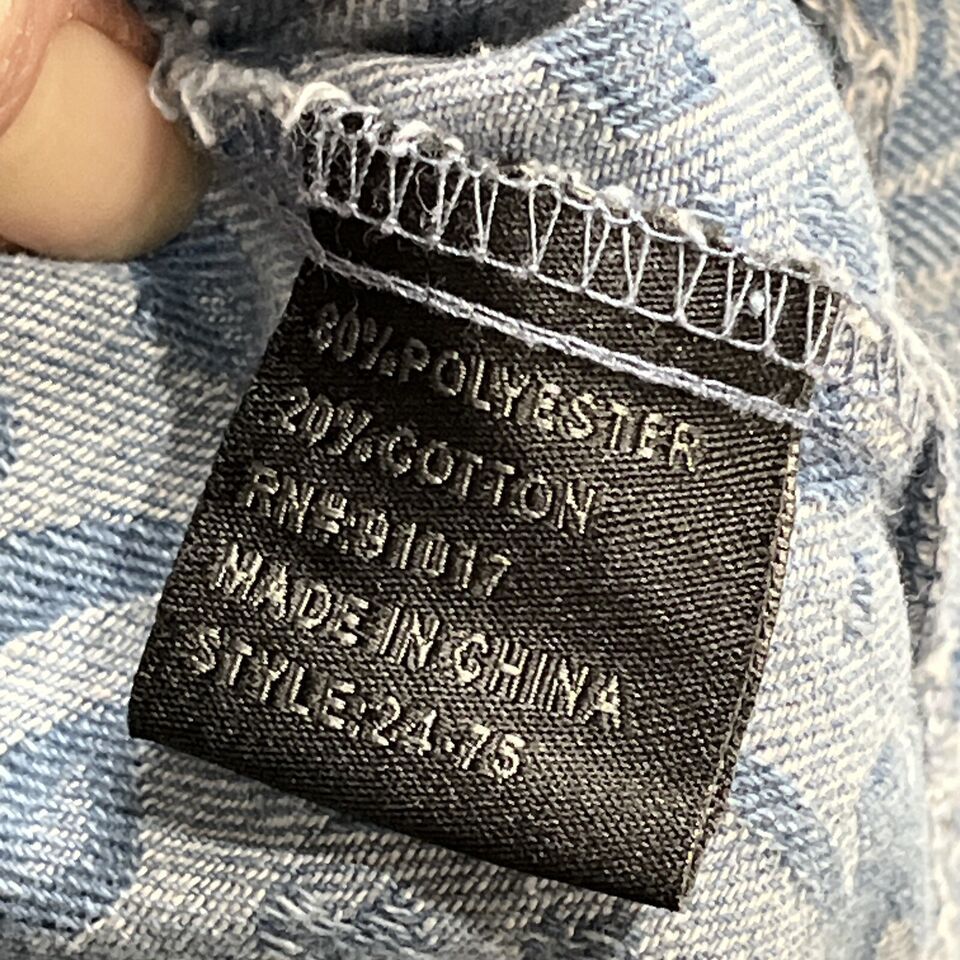 80%POLYESTER
20%COTTON
RN#:91017
MADE IN CHINA
STYLE:24-75